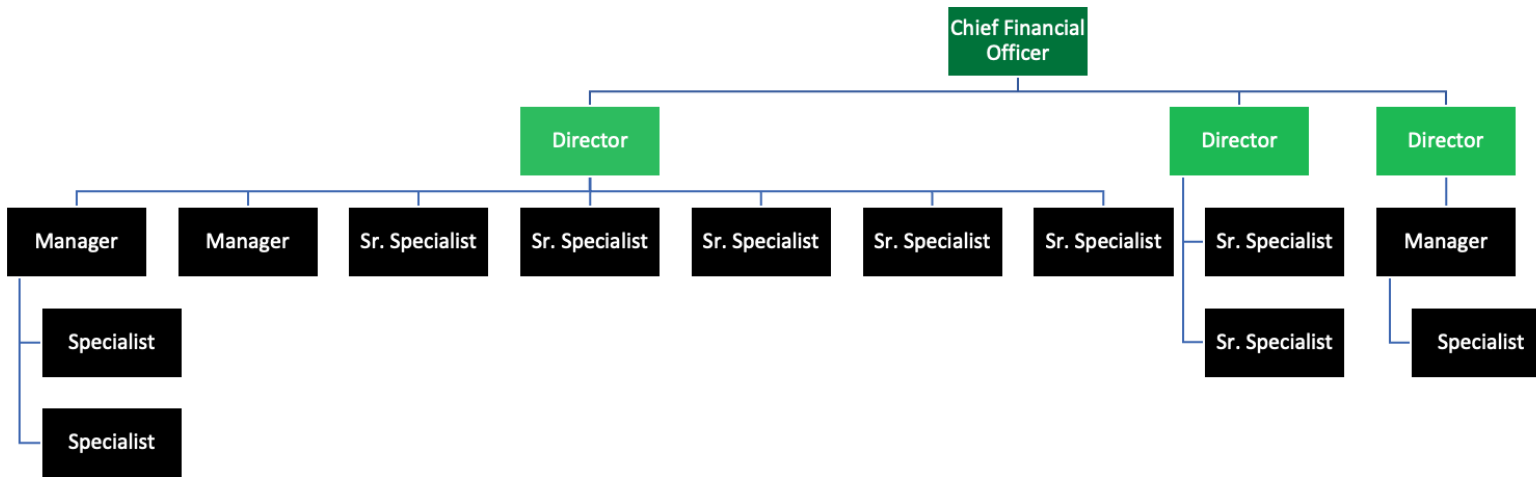 Chief Financial
Officer
Director
Director
Director
Manager
Manager
Sr. Specialist
Sr. Specialist
Sr. Specialist
Sr. Specialist
Sr. Specialist
Sr. Specialist
Manager
Specialist
Sr. Specialist
Specialist
Specialist